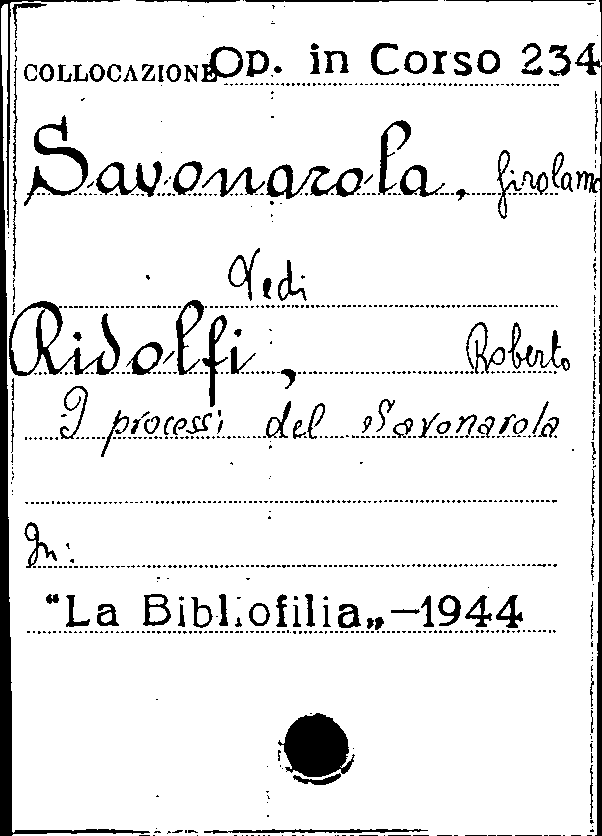 COLLOCAZIONE Op. in Corso 234
Savonarola, Girolamo
Vedi
Ridolfi, Roberto
I processi del Savonarola
In:
"La Bibliofilia„ -1944